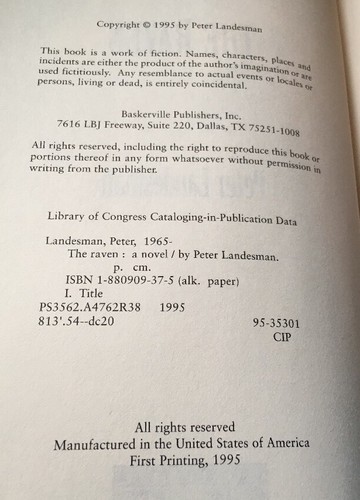 Copyright © 1995 by Peter Landesman
This book is a work of fiction. Names, characters, places and
incidents are either the product of the author's imagination or are
used fictitiously. Any resemblance to actual events or locales or
persons, living or dead, is entirely coincidental.
Baskerville Publishers, Inc.
7616 LBJ Freeway, Suite 220, Dallas, TX 75251-1008
All rights reserved, including the right to reproduce this book or
portions thereof in any form whatsoever without permission in
writing from the publisher.
Library of Congress Cataloging-in-Publication Data
Landesman, Peter, 1965-
The raven : a novel / by Peter Landesman.
p. cm.
ISBN 1-880909-37-5 (alk. paper)
I. Title
PS3562.A4762R38 1995
813'.54--dc20 95-35301
CIP
All rights reserved
Manufactured in the United States of America
First Printing, 1995